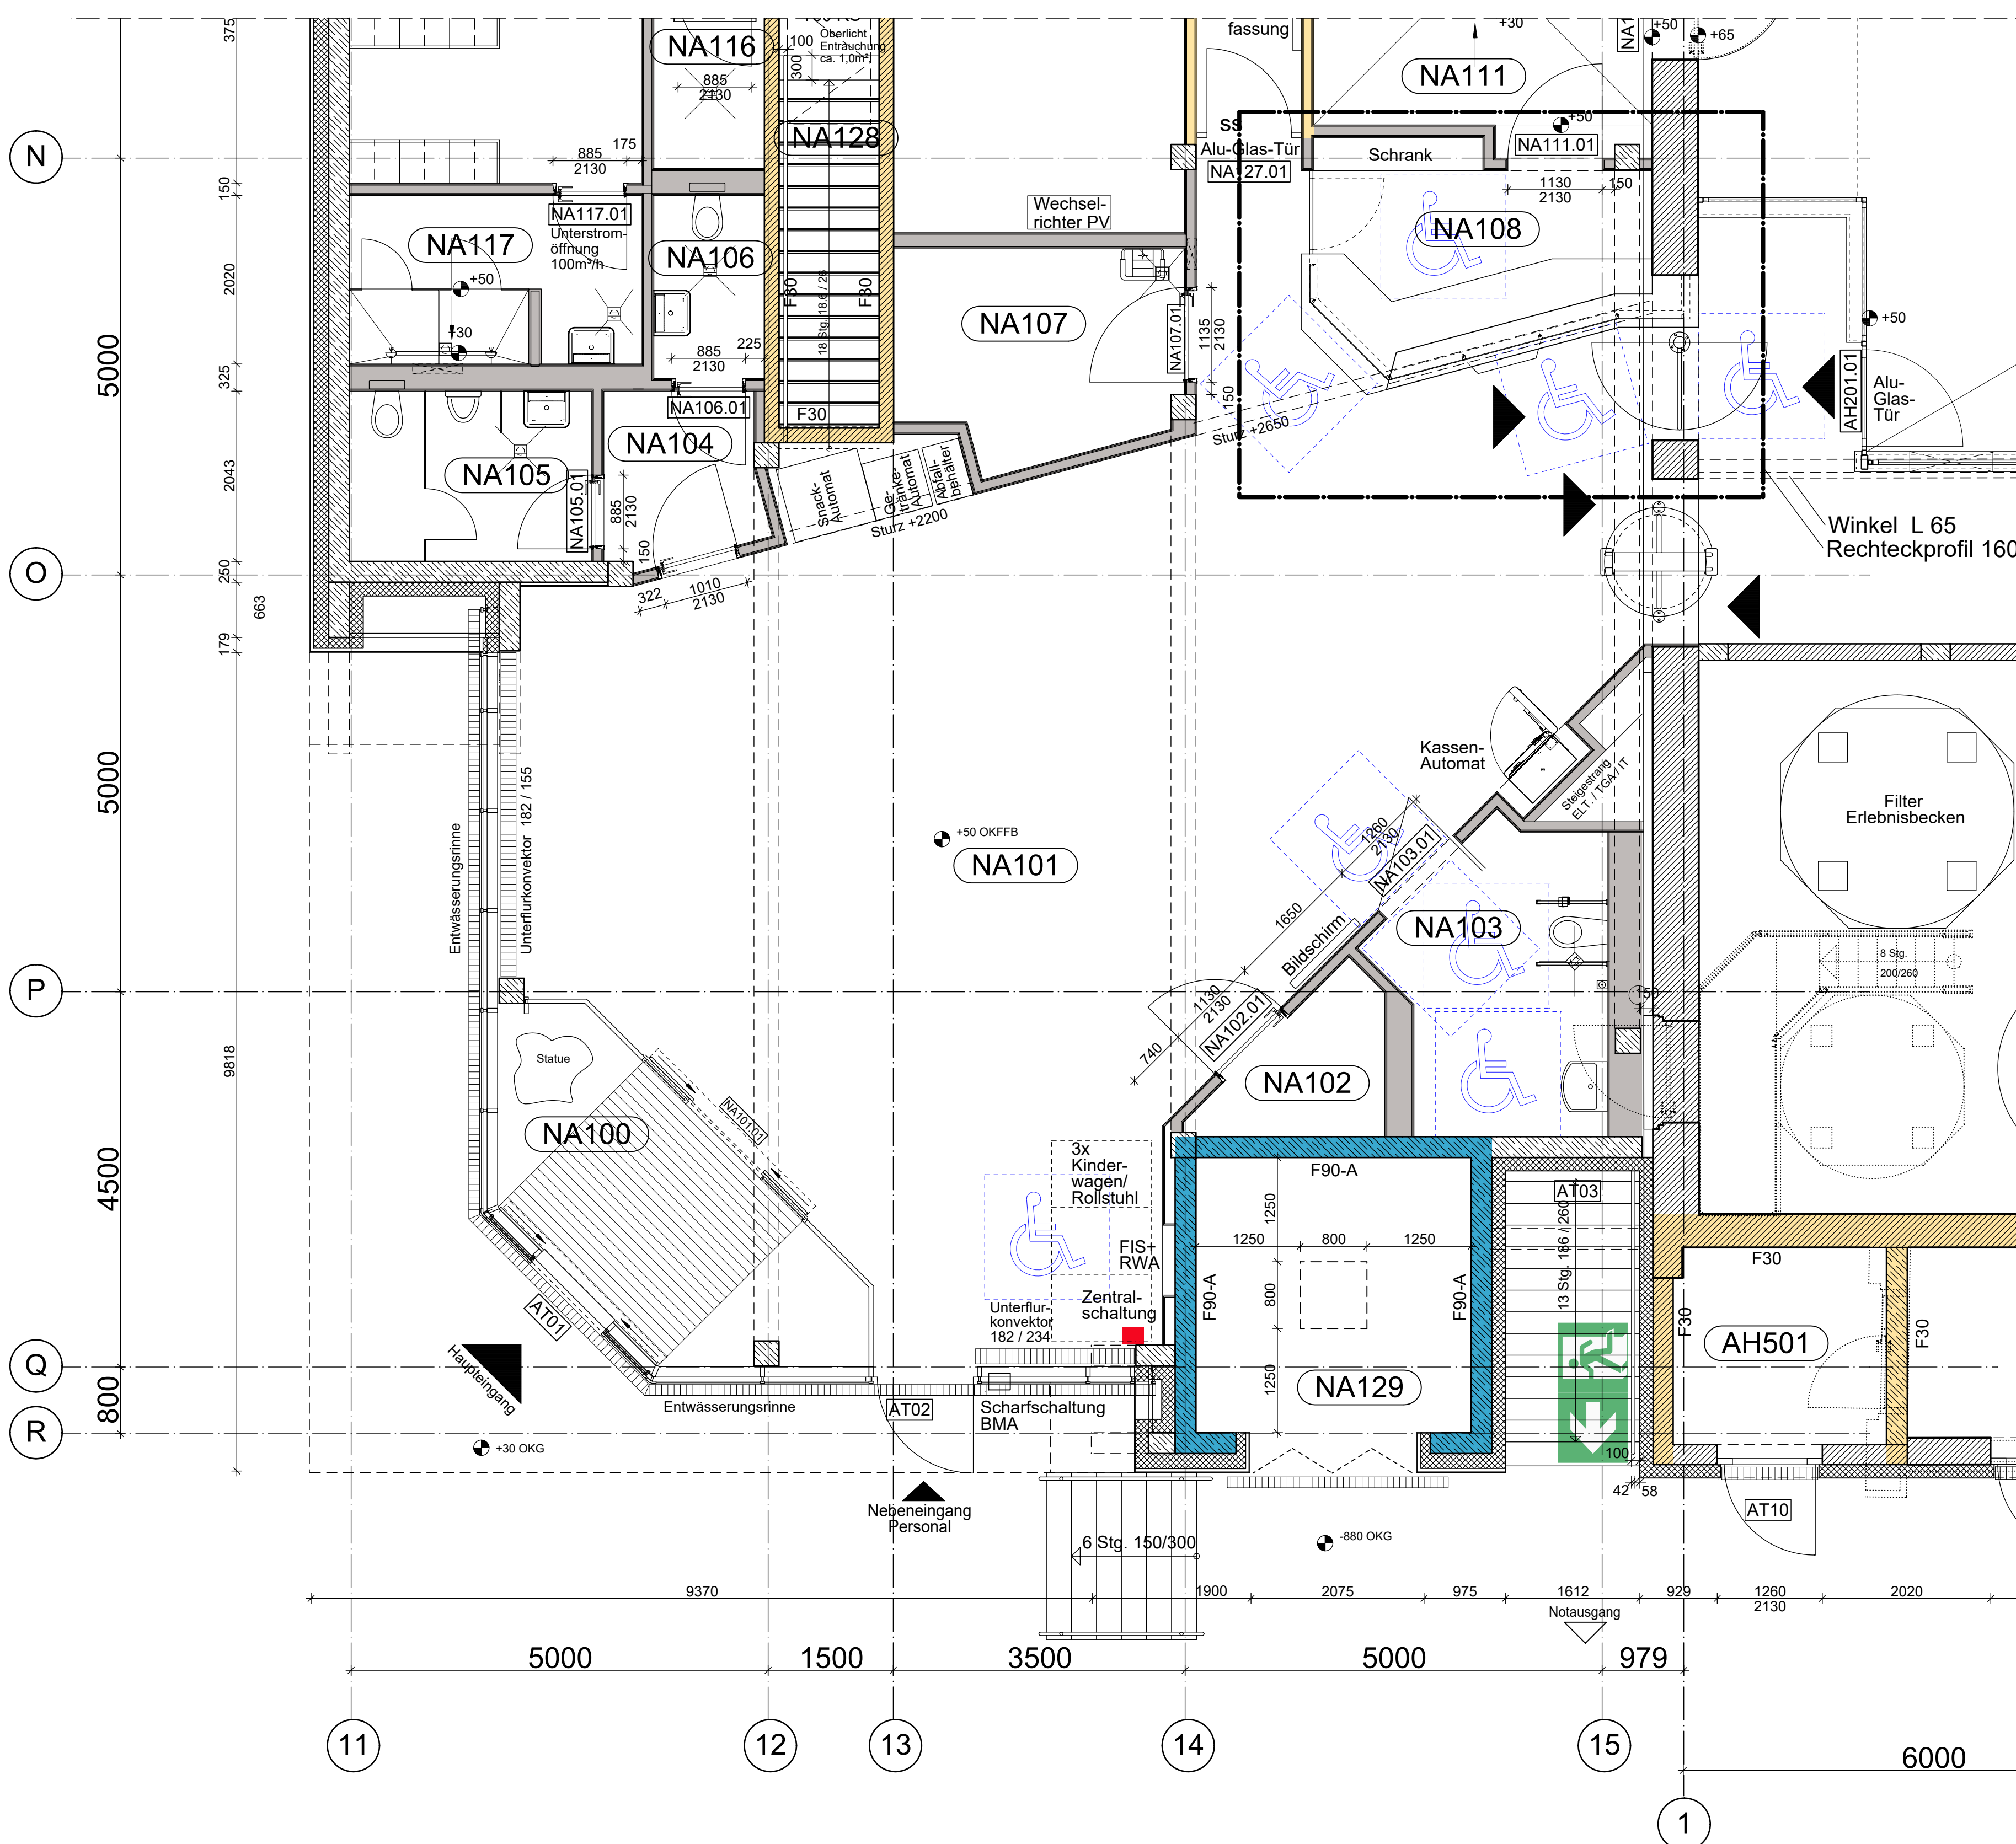 375
NA116
885
2130
100
300
Oberlicht
Entrauchung
ca. 1,0m²
NA128
fassung
+30
NA111
+50
+65
+50
N
150
885
2130
175
NA117.01
Unterstrom-
öffnung
100m³/h
NA117
+50
+30
NA106
F30
F30
18 Stg. 18.6 / 26
F30
Wechsel-
richter PV
NA107
NA107.01
1135
2130
150
SS
Alu-Glas-Tür
NA127.01
Schrank
NA111.01
1130
2130
150
NA108
+50
AH201.01
Alu-
Glas-
Tür
Sturz +2650
5000
2020
325
2043
250
663
179
885
2130
225
NA106.01
NA104
NA105
NA105.01
885
2130
150
322
1010
2130
Snack-
Automat
Ge-
tränke-
Automat
Abfall-
behälter
Sturz +2200
Winkel L 65
Rechteckprofil 160
O
5000
9818
Entwässerungsrinne
Unterflurkonvektor 182 / 155
+50 OKFFB
NA101
Kassen-
Automat
Steigestrang
ELT. / TGA / IT
Filter
Erlebnisbecken
8 Stg.
200/260
1260
2130
NA103.01
1650
Bildschirm
NA103
1130
2130
NA102.01
740
NA102
150
P
4500
Statue
NA100
NA101.01
AT01
Haupteingang
3x
Kinder-
wagen/
Rollstuhl
FIS+
RWA
Zentral-
schaltung
Unterflur-
konvektor
182 / 234
F90-A
F90-A
F90-A
1250
1250
800
1250
800
1250
NA129
AT03
13 Stg. 186 / 260
100
42
58
F30
F30
F30
AH501
AT10
Q
800
R
Entwässerungsrinne
AT02
Scharfschaltung
BMA
+30 OKG
Nebeneingang
Personal
6 Stg. 150/300
-880 OKG
9370
1900
2075
975
1612
929
1260
2130
2020
Notausgang
5000
1500
3500
5000
979
11
12
13
14
15
6000
1